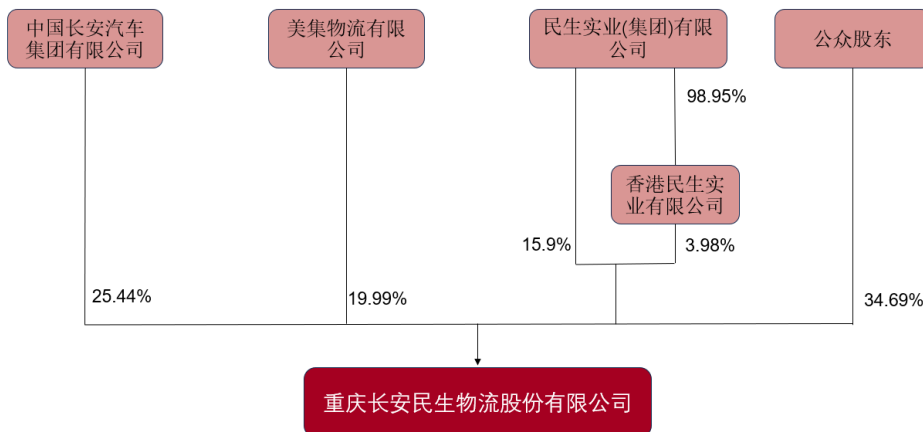 中国长安汽车
集团有限公司
美集物流有限
公司
民生实业(集团)有限
公司
公众股东
98.95%
香港民生实
业有限公司
15.9%
3.98%
25.44%
19.99%
34.69%
重庆长安民生物流股份有限公司